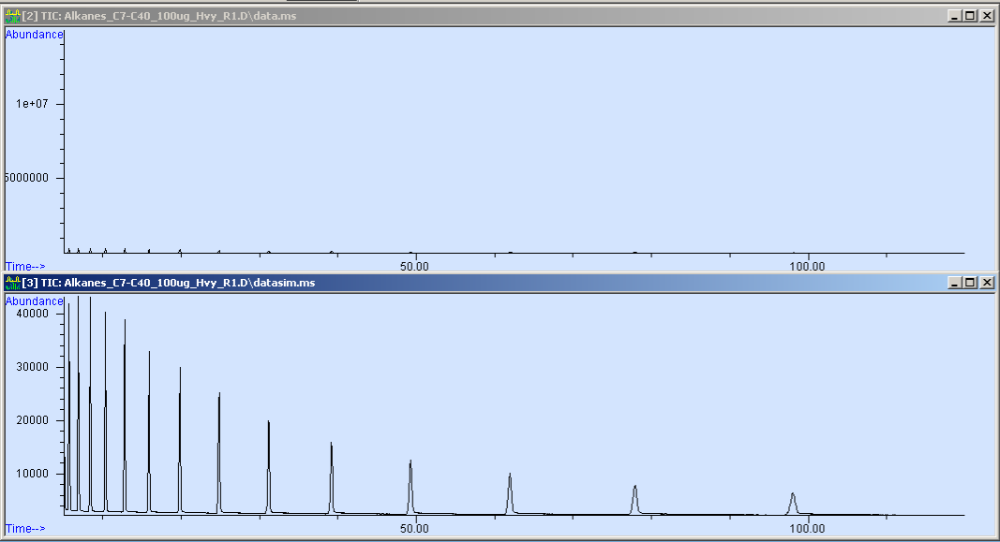 [2] TIC: Alkanes_C7-C40_100ug_Hvy_R1.D\data.ms
Abundance
1e+07
5000000
50.00 100.00
Time-->
[3] TIC: Alkanes_C7-C40_100ug_Hvy_R1.D\datasim.ms
Abundance
40000
30000
20000
10000
50.00 100.00
Time-->